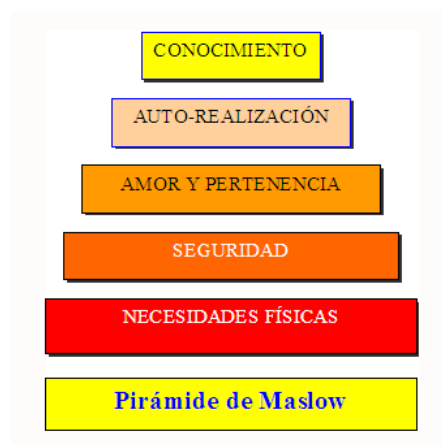 CONOCIMIENTO
AUTO-REALIZACIÓN
AMOR Y PERTENENCIA
SEGURIDAD
NECESIDADES FÍSICAS
Pirámide de Maslow